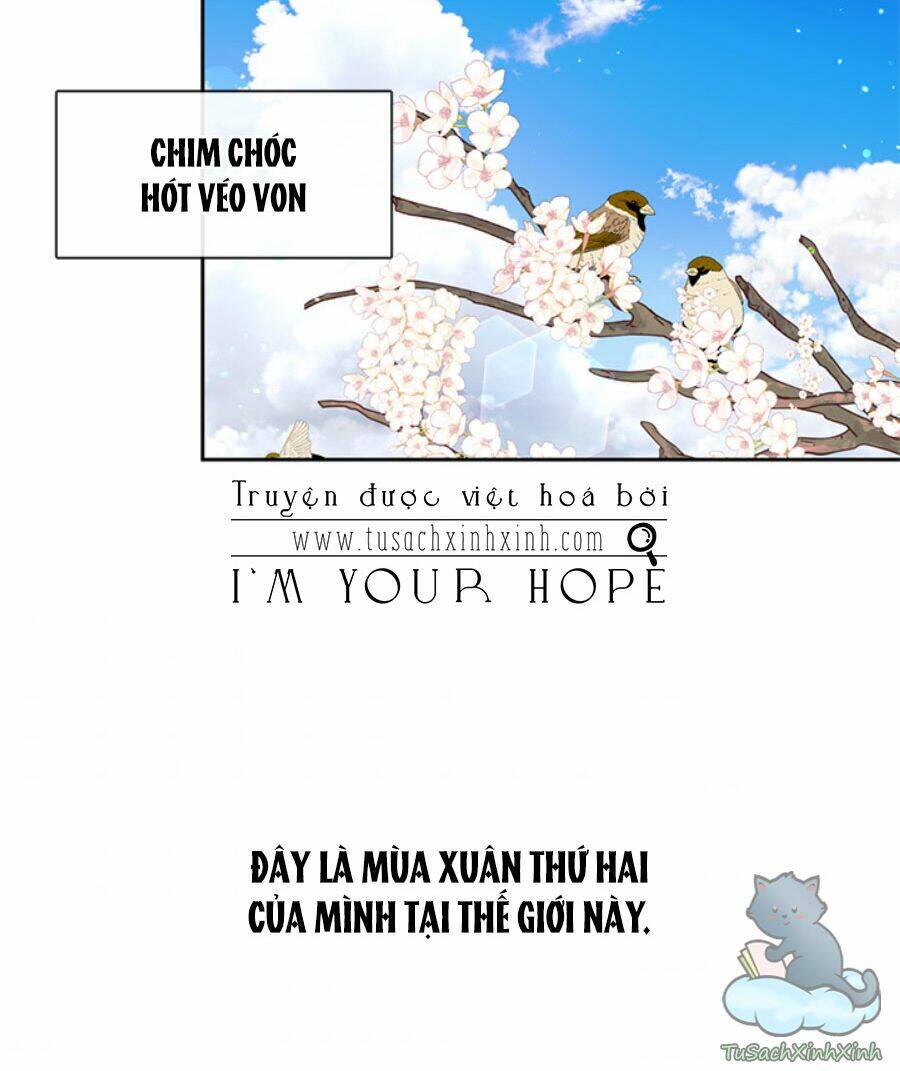 CHIM CHÓC
HÓT VÉO VON
Truyện được việt hoá bởi
www.tusachxinhxinh.com
I'M YOUR HOPE
ĐÂY LÀ MÙA XUÂN THỨ HAI
CỦA MÌNH TẠI THẾ GIỚI NÀY.
TuSachXinhXinh